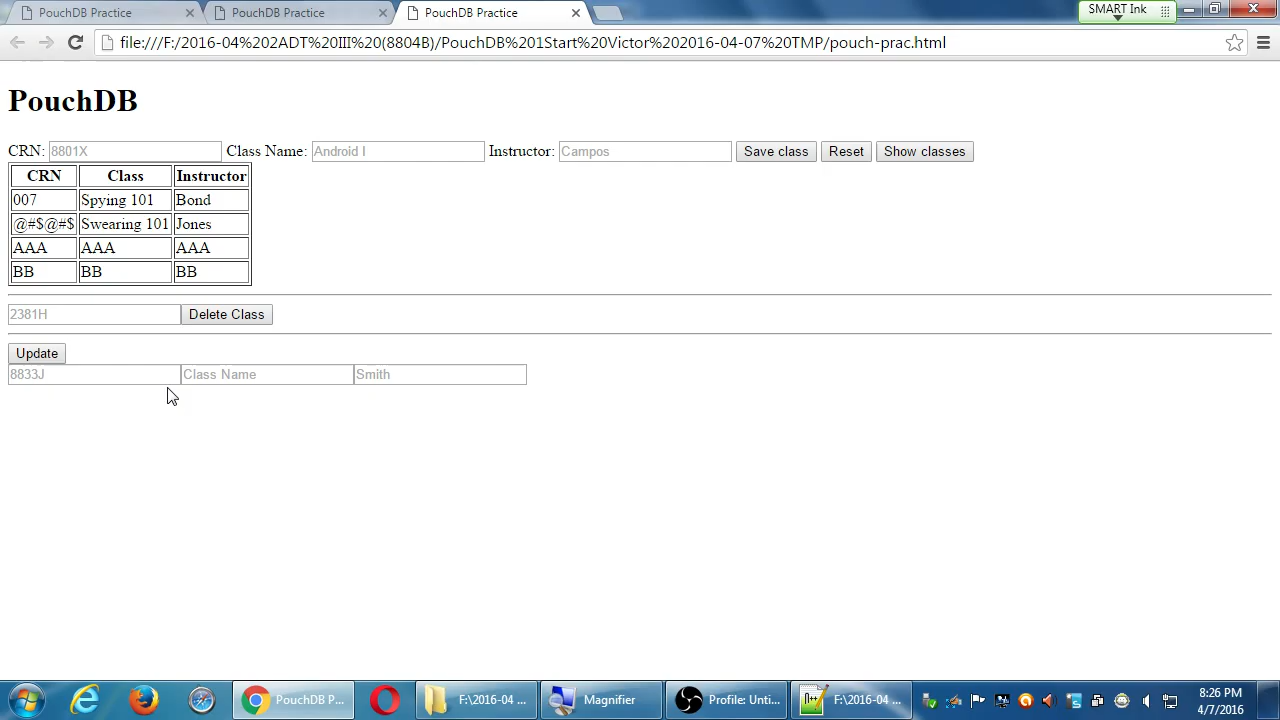 PouchDB Practice PouchDB Practice PouchDB Practice SMART Ink
file:///F:/2016-04%202ADT%20III%20(8804B)/PouchDB%201Start%20Victor%202016-04-07%20TMP/pouch-prac.html
PouchDB
CRN: 8801X Class Name: Android I Instructor: Campos Save class Reset Show classes
CRN Class Instructor
007 Spying 101 Bond
@#$@#$ Swearing 101 Jones
AAA AAA AAA
BB BB BB
2381H Delete Class
Update
8833J Class Name Smith
PouchDB P... F:\2016-04 ... Magnifier Profile: Unti... F:\2016-04 ... 8:26 PM
4/7/2016